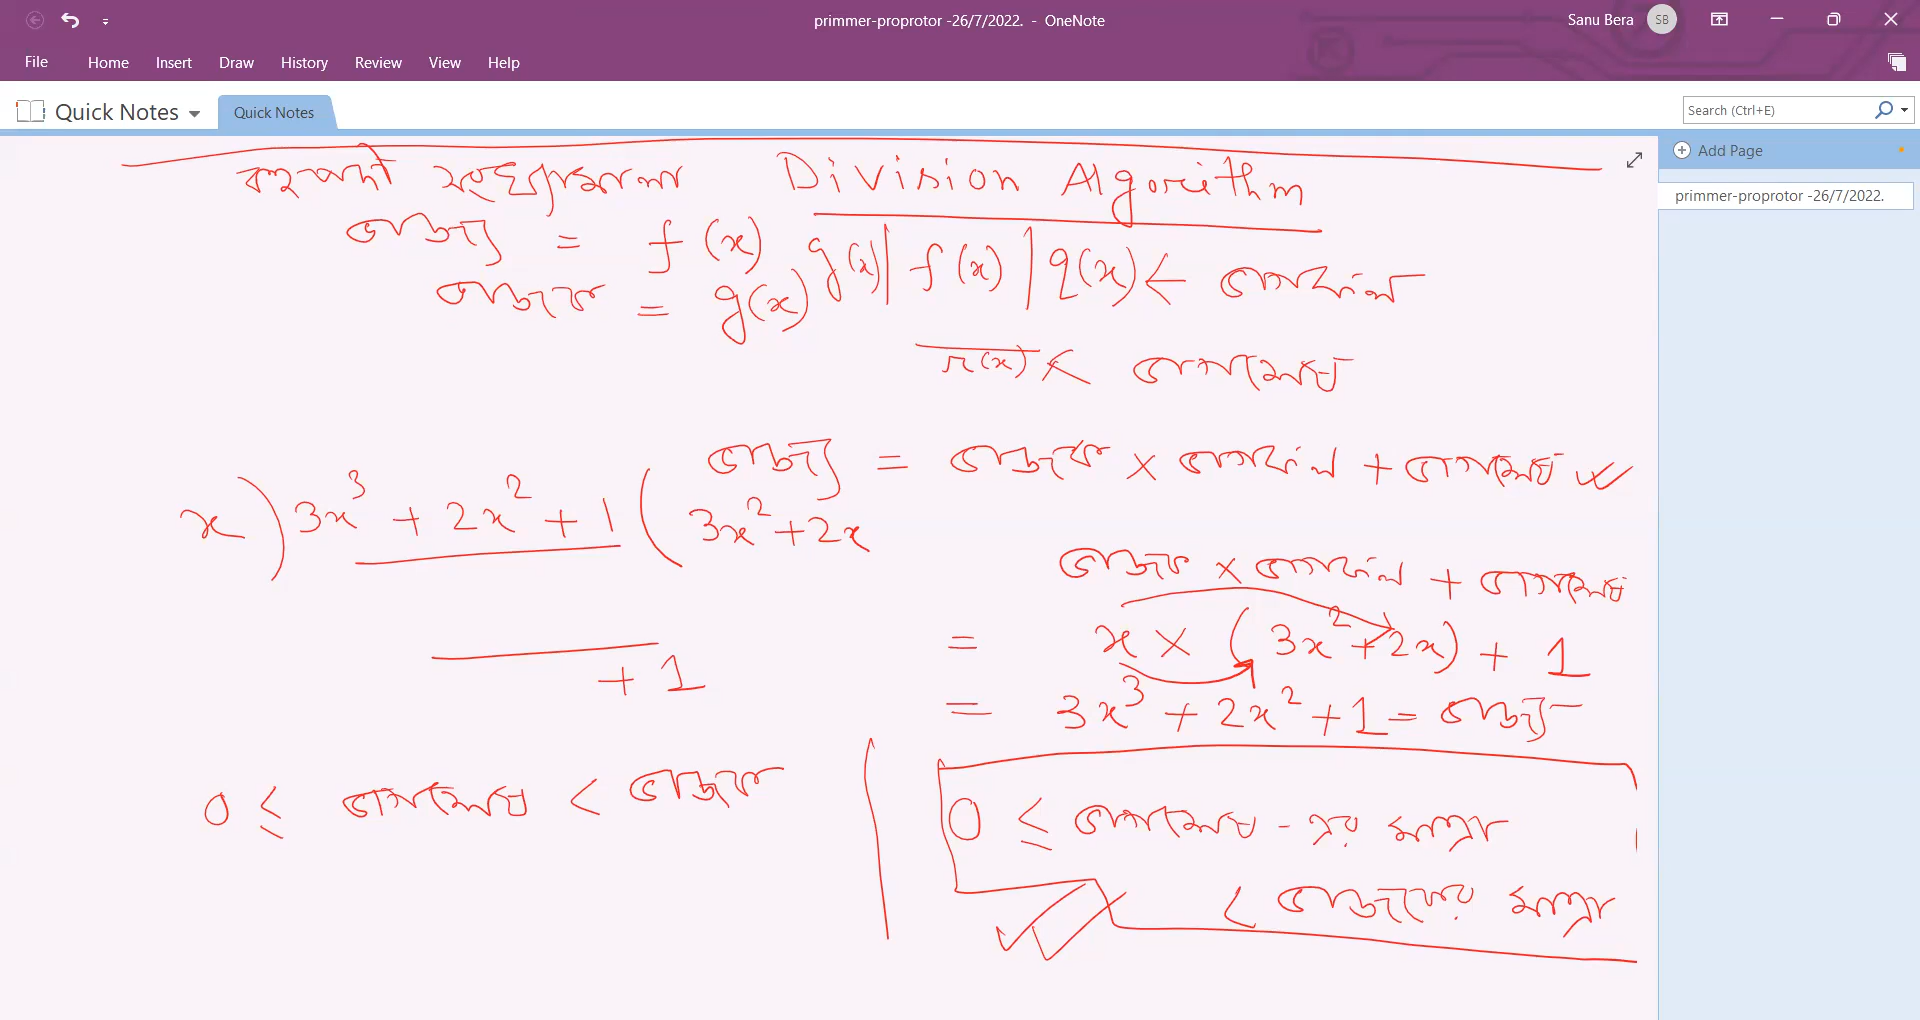 primmer-proprotor -26/7/2022. - OneNote
Sanu Bera SB
File Home Insert Draw History Review View Help
Quick Notes
Quick Notes
Search (Ctrl+E)
Add Page
primmer-proprotor -26/7/2022.
Division Algorithm
ভাজ্য = f(x)
ভাজক = g(x)
g(x) | f(x) | q(x) ← ভাগফল
r(x) ← ভাগশেষ
ভাজ্য = ভাজক × ভাগফল + ভাগশেষ
x ) 3x³ + 2x² + 1 ( 3x² + 2x
+ 1
ভাজক × ভাগফল + ভাগশেষ
= x × (3x² + 2x) + 1
= 3x³ + 2x² + 1 = ভাজ্য
0 ≤ ভাগশেষ < ভাজক
0 ≤ ভাগশেষ - এর মাত্রা
< ভাজকের মাত্রা